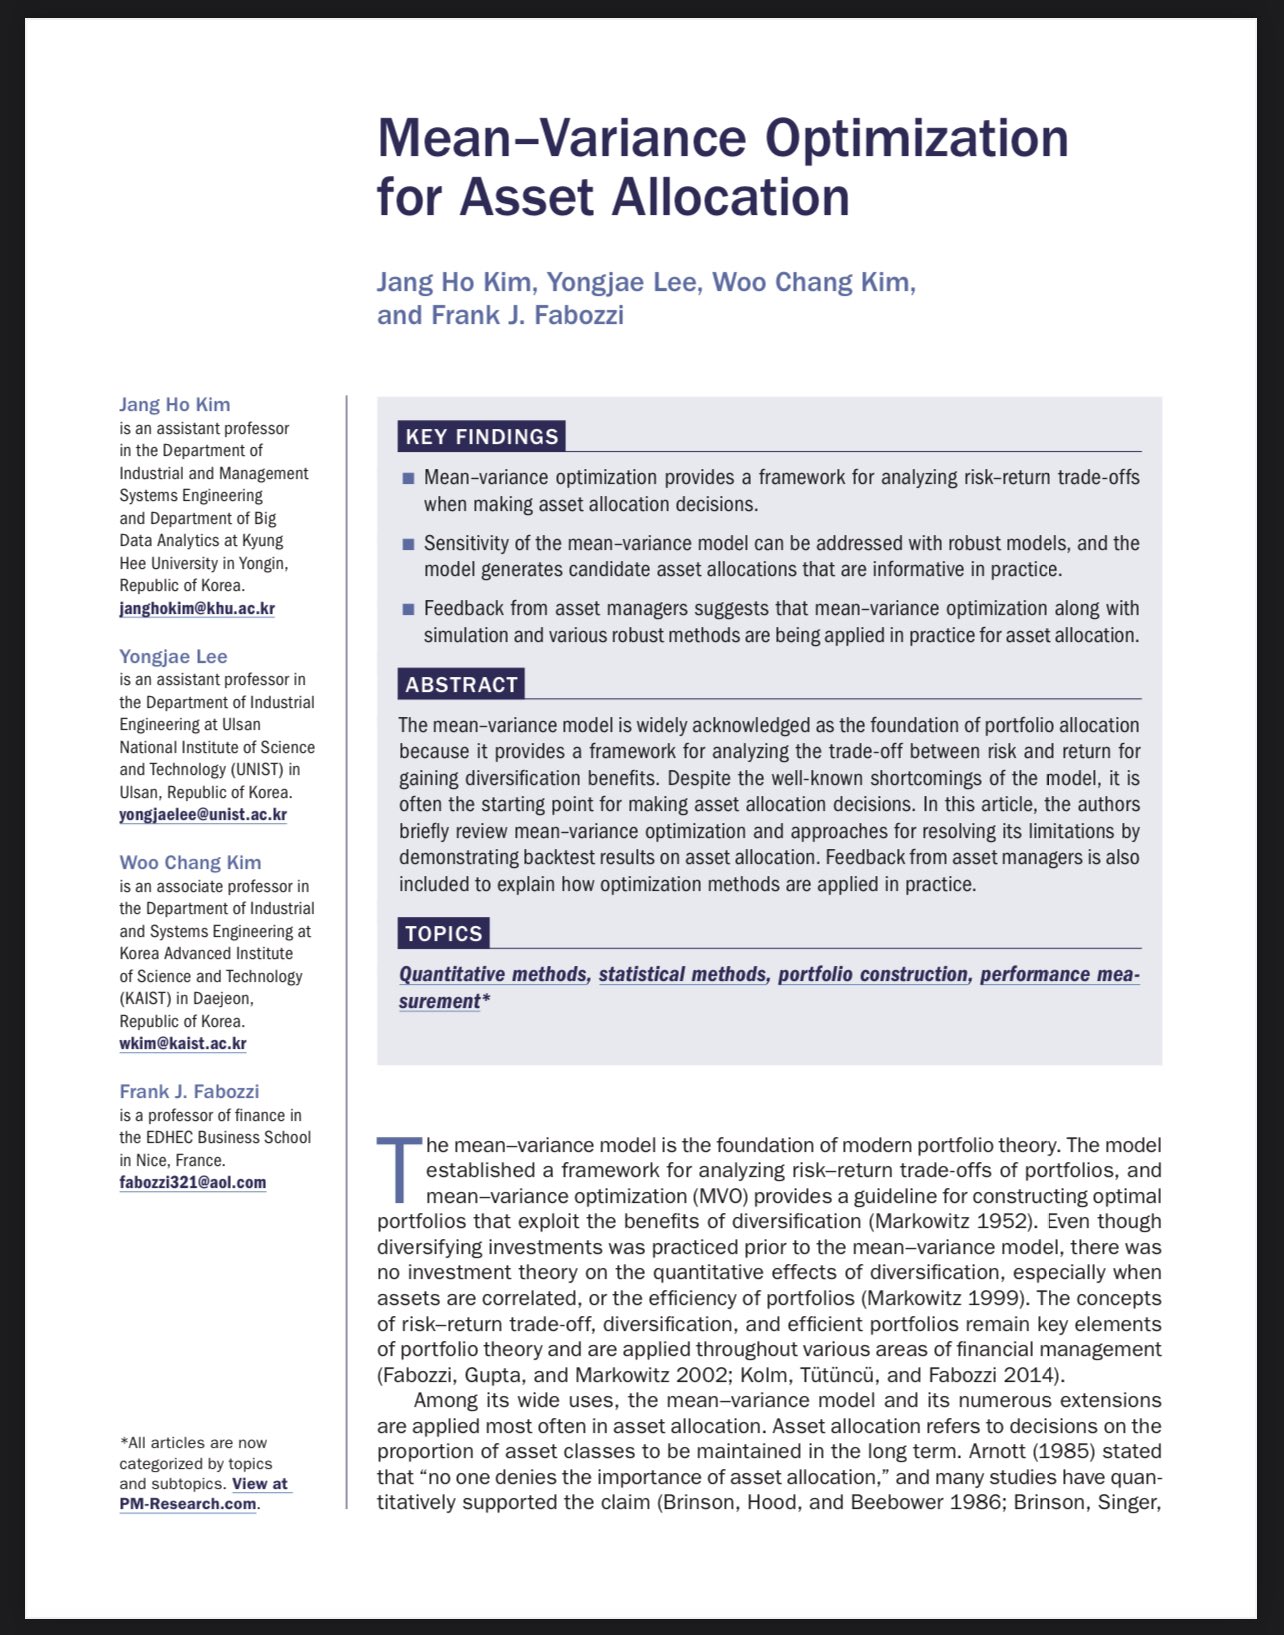 Mean–Variance Optimization
for Asset Allocation
Jang Ho Kim, Yongjae Lee, Woo Chang Kim,
and Frank J. Fabozzi
Jang Ho Kim
is an assistant professor
in the Department of
Industrial and Management
Systems Engineering
and Department of Big
Data Analytics at Kyung
Hee University in Yongin,
Republic of Korea.
janghokim@khu.ac.kr
Yongjae Lee
is an assistant professor in
the Department of Industrial
Engineering at Ulsan
National Institute of Science
and Technology (UNIST) in
Ulsan, Republic of Korea.
yongjaelee@unist.ac.kr
Woo Chang Kim
is an associate professor in
the Department of Industrial
and Systems Engineering at
Korea Advanced Institute
of Science and Technology
(KAIST) in Daejeon,
Republic of Korea.
wkim@kaist.ac.kr
Frank J. Fabozzi
is a professor of finance in
the EDHEC Business School
in Nice, France.
fabozzi321@aol.com
*All articles are now
categorized by topics
and subtopics. View at
PM-Research.com.
KEY FINDINGS
■ Mean–variance optimization provides a framework for analyzing risk–return trade-offs
when making asset allocation decisions.
■ Sensitivity of the mean–variance model can be addressed with robust models, and the
model generates candidate asset allocations that are informative in practice.
■ Feedback from asset managers suggests that mean–variance optimization along with
simulation and various robust methods are being applied in practice for asset allocation.
ABSTRACT
The mean–variance model is widely acknowledged as the foundation of portfolio allocation
because it provides a framework for analyzing the trade-off between risk and return for
gaining diversification benefits. Despite the well-known shortcomings of the model, it is
often the starting point for making asset allocation decisions. In this article, the authors
briefly review mean–variance optimization and approaches for resolving its limitations by
demonstrating backtest results on asset allocation. Feedback from asset managers is also
included to explain how optimization methods are applied in practice.
TOPICS
Quantitative methods, statistical methods, portfolio construction, performance mea-
surement*
The mean–variance model is the foundation of modern portfolio theory. The model
established a framework for analyzing risk–return trade-offs of portfolios, and
mean–variance optimization (MVO) provides a guideline for constructing optimal
portfolios that exploit the benefits of diversification (Markowitz 1952). Even though
diversifying investments was practiced prior to the mean–variance model, there was
no investment theory on the quantitative effects of diversification, especially when
assets are correlated, or the efficiency of portfolios (Markowitz 1999). The concepts
of risk–return trade-off, diversification, and efficient portfolios remain key elements
of portfolio theory and are applied throughout various areas of financial management
(Fabozzi, Gupta, and Markowitz 2002; Kolm, Tütüncü, and Fabozzi 2014).
Among its wide uses, the mean–variance model and its numerous extensions
are applied most often in asset allocation. Asset allocation refers to decisions on the
proportion of asset classes to be maintained in the long term. Arnott (1985) stated
that “no one denies the importance of asset allocation,” and many studies have quan-
titatively supported the claim (Brinson, Hood, and Beebower 1986; Brinson, Singer,